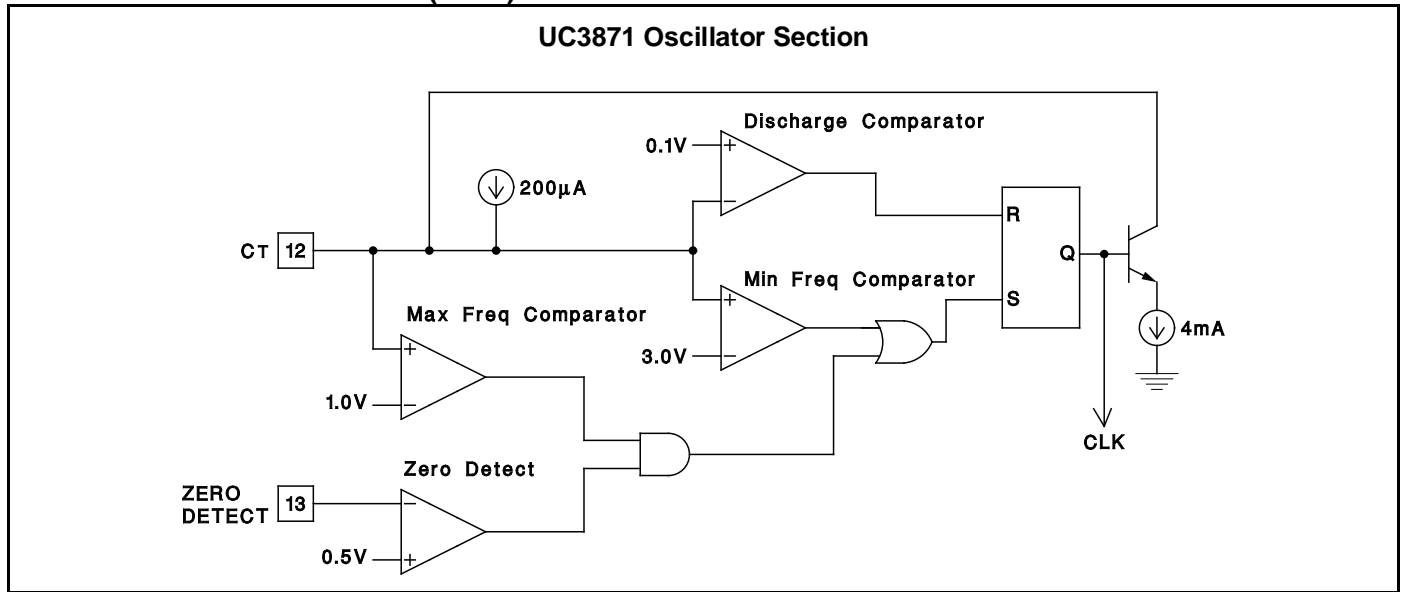 UC3871 Oscillator Section
Discharge Comparator
0.1V
+
−
200µA
R
CT 12
Q
Min Freq Comparator
+
S
Max Freq Comparator
3.0V
−
4mA
+
1.0V
−
CLK
Zero Detect
ZERO
DETECT
13
−
0.5V
+